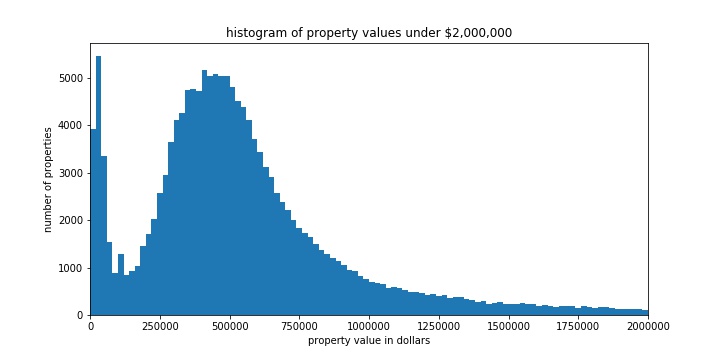 histogram of property values under $2,000,000
number of properties
5000
4000
3000
2000
1000
0
0 250000 500000 750000 1000000 1250000 1500000 1750000 2000000
property value in dollars